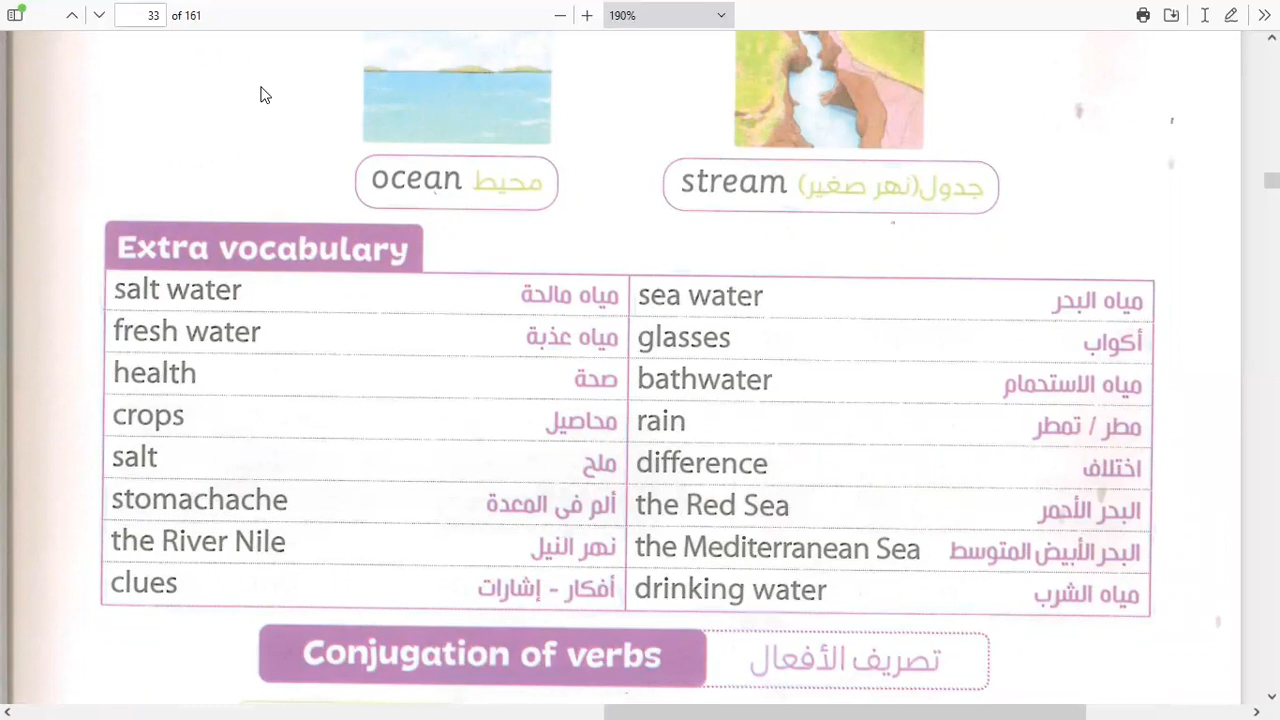 33 of 161
190%
ocean محيط
stream جدول(نهر صغير)
Extra vocabulary
salt water مياه مالحة sea water مياه البحر
fresh water مياه عذبة glasses أكواب
health صحة bathwater مياه الاستحمام
crops محاصيل rain مطر / تمطر
salt ملح difference اختلاف
stomachache ألم فى المعدة the Red Sea البحر الأحمر
the River Nile نهر النيل the Mediterranean Sea البحر الأبيض المتوسط
clues أفكار - إشارات drinking water مياه الشرب
Conjugation of verbs تصريف الأفعال